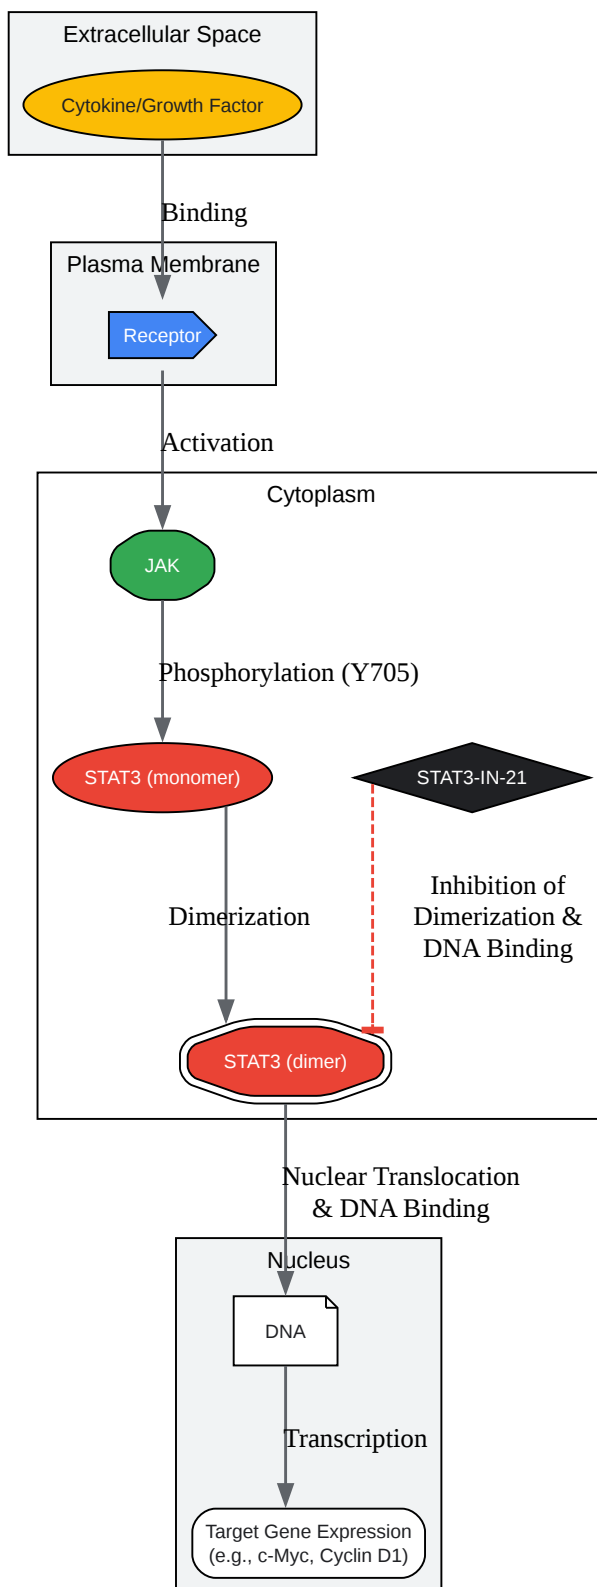 Extracellular Space
Cytokine/Growth Factor
Binding
Plasma Membrane
Receptor
Activation
Cytoplasm
JAK
Phosphorylation (Y705)
STAT3 (monomer)
STAT3-IN-21
Dimerization
Inhibition of
Dimerization &
DNA Binding
STAT3 (dimer)
Nuclear Translocation
& DNA Binding
Nucleus
DNA
Transcription
Target Gene Expression
(e.g., c-Myc, Cyclin D1)